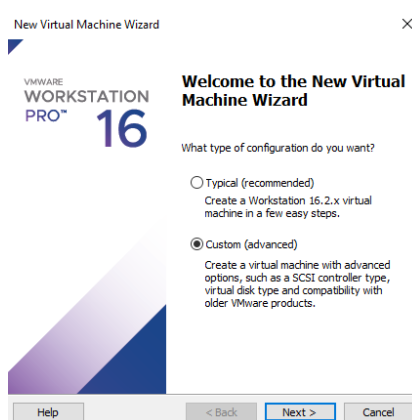 New Virtual Machine Wizard
VMWARE
WORKSTATION
PRO™
16
Welcome to the New Virtual
Machine Wizard
What type of configuration do you want?
Typical (recommended)
Create a Workstation 16.2.x virtual
machine in a few easy steps.
Custom (advanced)
Create a virtual machine with advanced
options, such as a SCSI controller type,
virtual disk type and compatibility with
older VMware products.
Help
< Back
Next >
Cancel